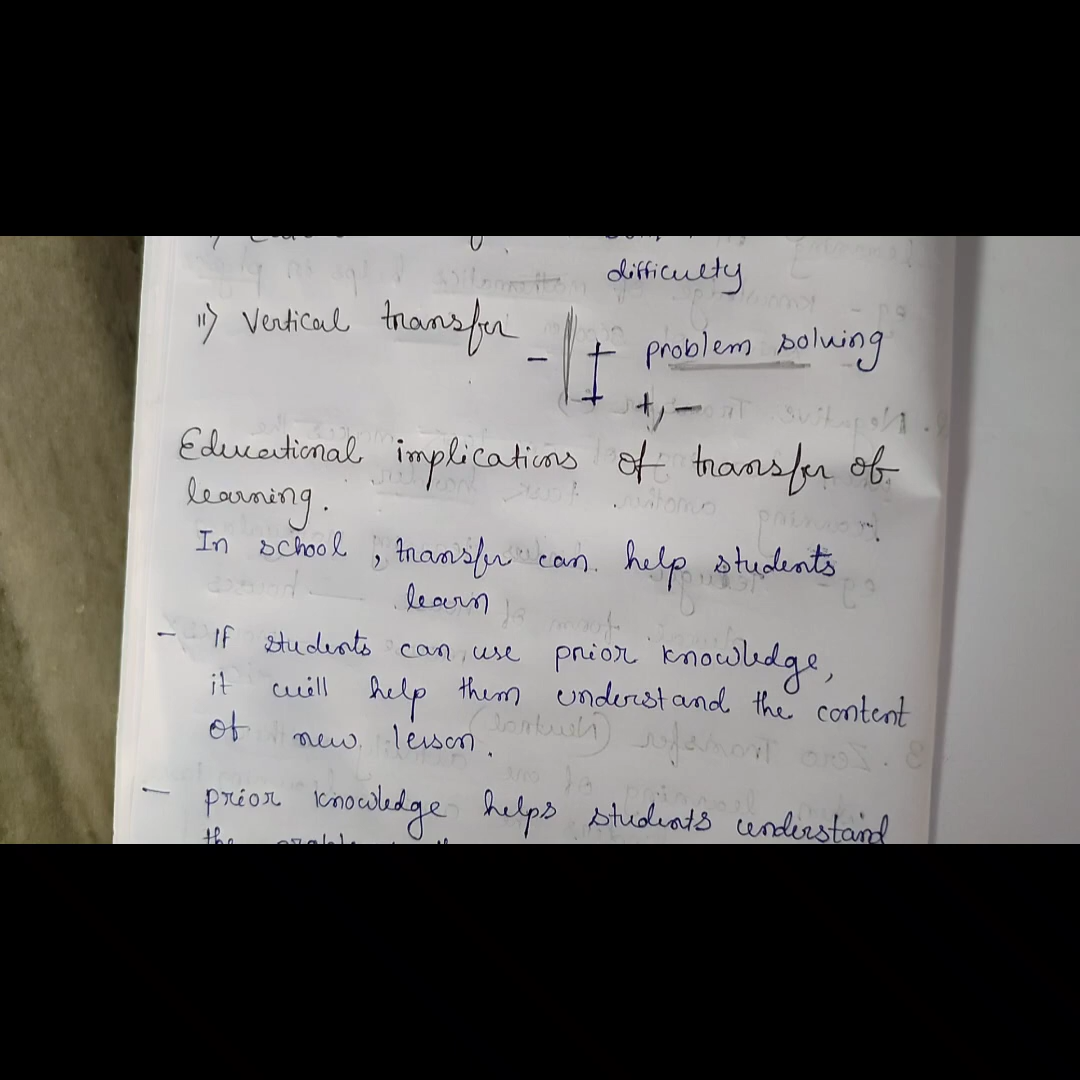 difficulty
ii) Vertical transfer - problem solving
+, -
Educational implications of transfer of
learning.
In school, transfer can help students
learn
- If students can use prior knowledge,
it will help them understand the content
of new lesson.
- prior knowledge helps students understand
the